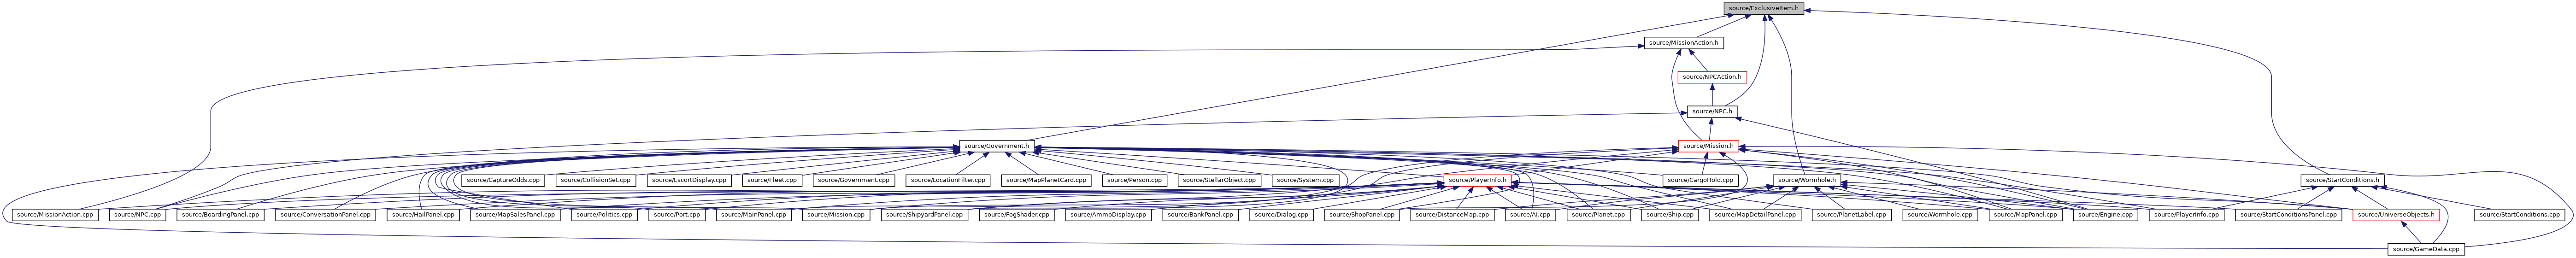 source/ExclusiveItem.h
source/MissionAction.h
source/NPCAction.h
source/NPC.h
source/Government.h
source/Mission.h
source/CaptureOdds.cpp
source/CollisionSet.cpp
source/EscortDisplay.cpp
source/Fleet.cpp
source/Government.cpp
source/LocationFilter.cpp
source/MapPlanetCard.cpp
source/Person.cpp
source/StellarObject.cpp
source/System.cpp
source/PlayerInfo.h
source/CargoHold.cpp
source/Wormhole.h
source/StartConditions.h
source/MissionAction.cpp
source/NPC.cpp
source/BoardingPanel.cpp
source/ConversationPanel.cpp
source/HailPanel.cpp
source/MapSalesPanel.cpp
source/Politics.cpp
source/Port.cpp
source/MainPanel.cpp
source/Mission.cpp
source/ShipyardPanel.cpp
source/FogShader.cpp
source/AmmoDisplay.cpp
source/BankPanel.cpp
source/Dialog.cpp
source/ShopPanel.cpp
source/DistanceMap.cpp
source/AI.cpp
source/Planet.cpp
source/Ship.cpp
source/MapDetailPanel.cpp
source/PlanetLabel.cpp
source/Wormhole.cpp
source/MapPanel.cpp
source/Engine.cpp
source/PlayerInfo.cpp
source/StartConditionsPanel.cpp
source/UniverseObjects.h
source/StartConditions.cpp
source/GameData.cpp